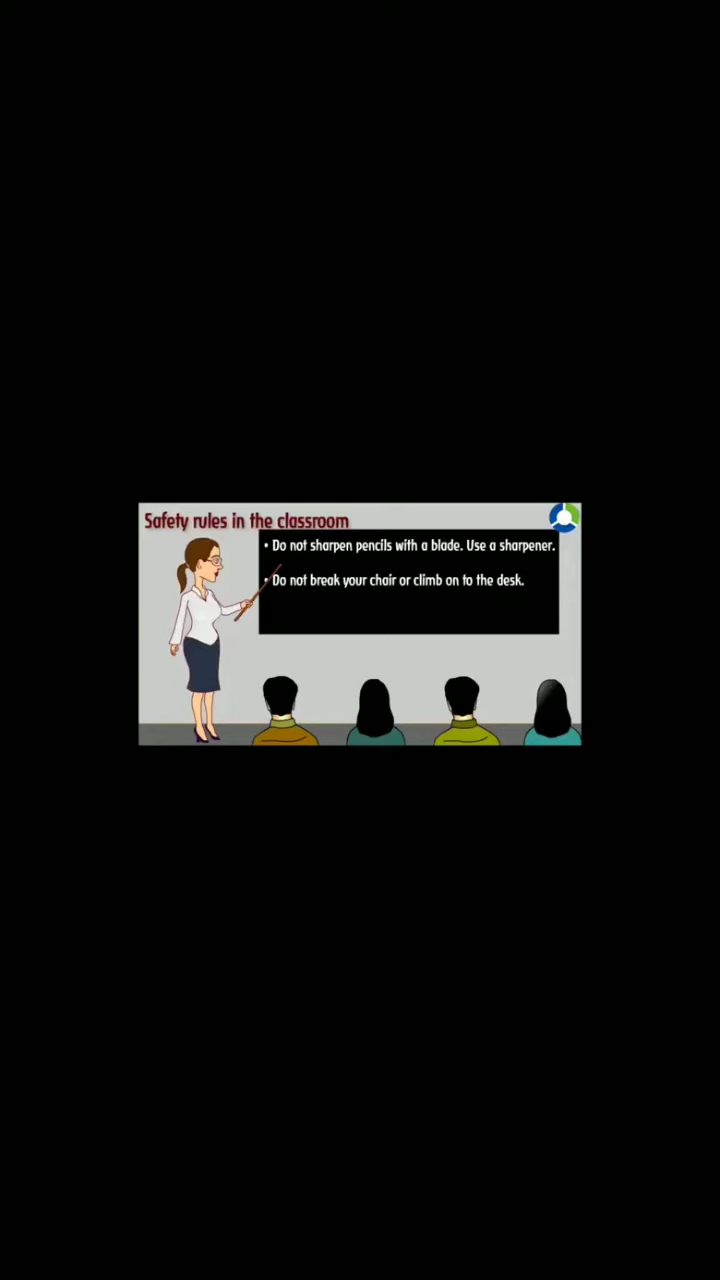 Safety rules in the classroom
• Do not sharpen pencils with a blade. Use a sharpener.
• Do not break your chair or climb on to the desk.